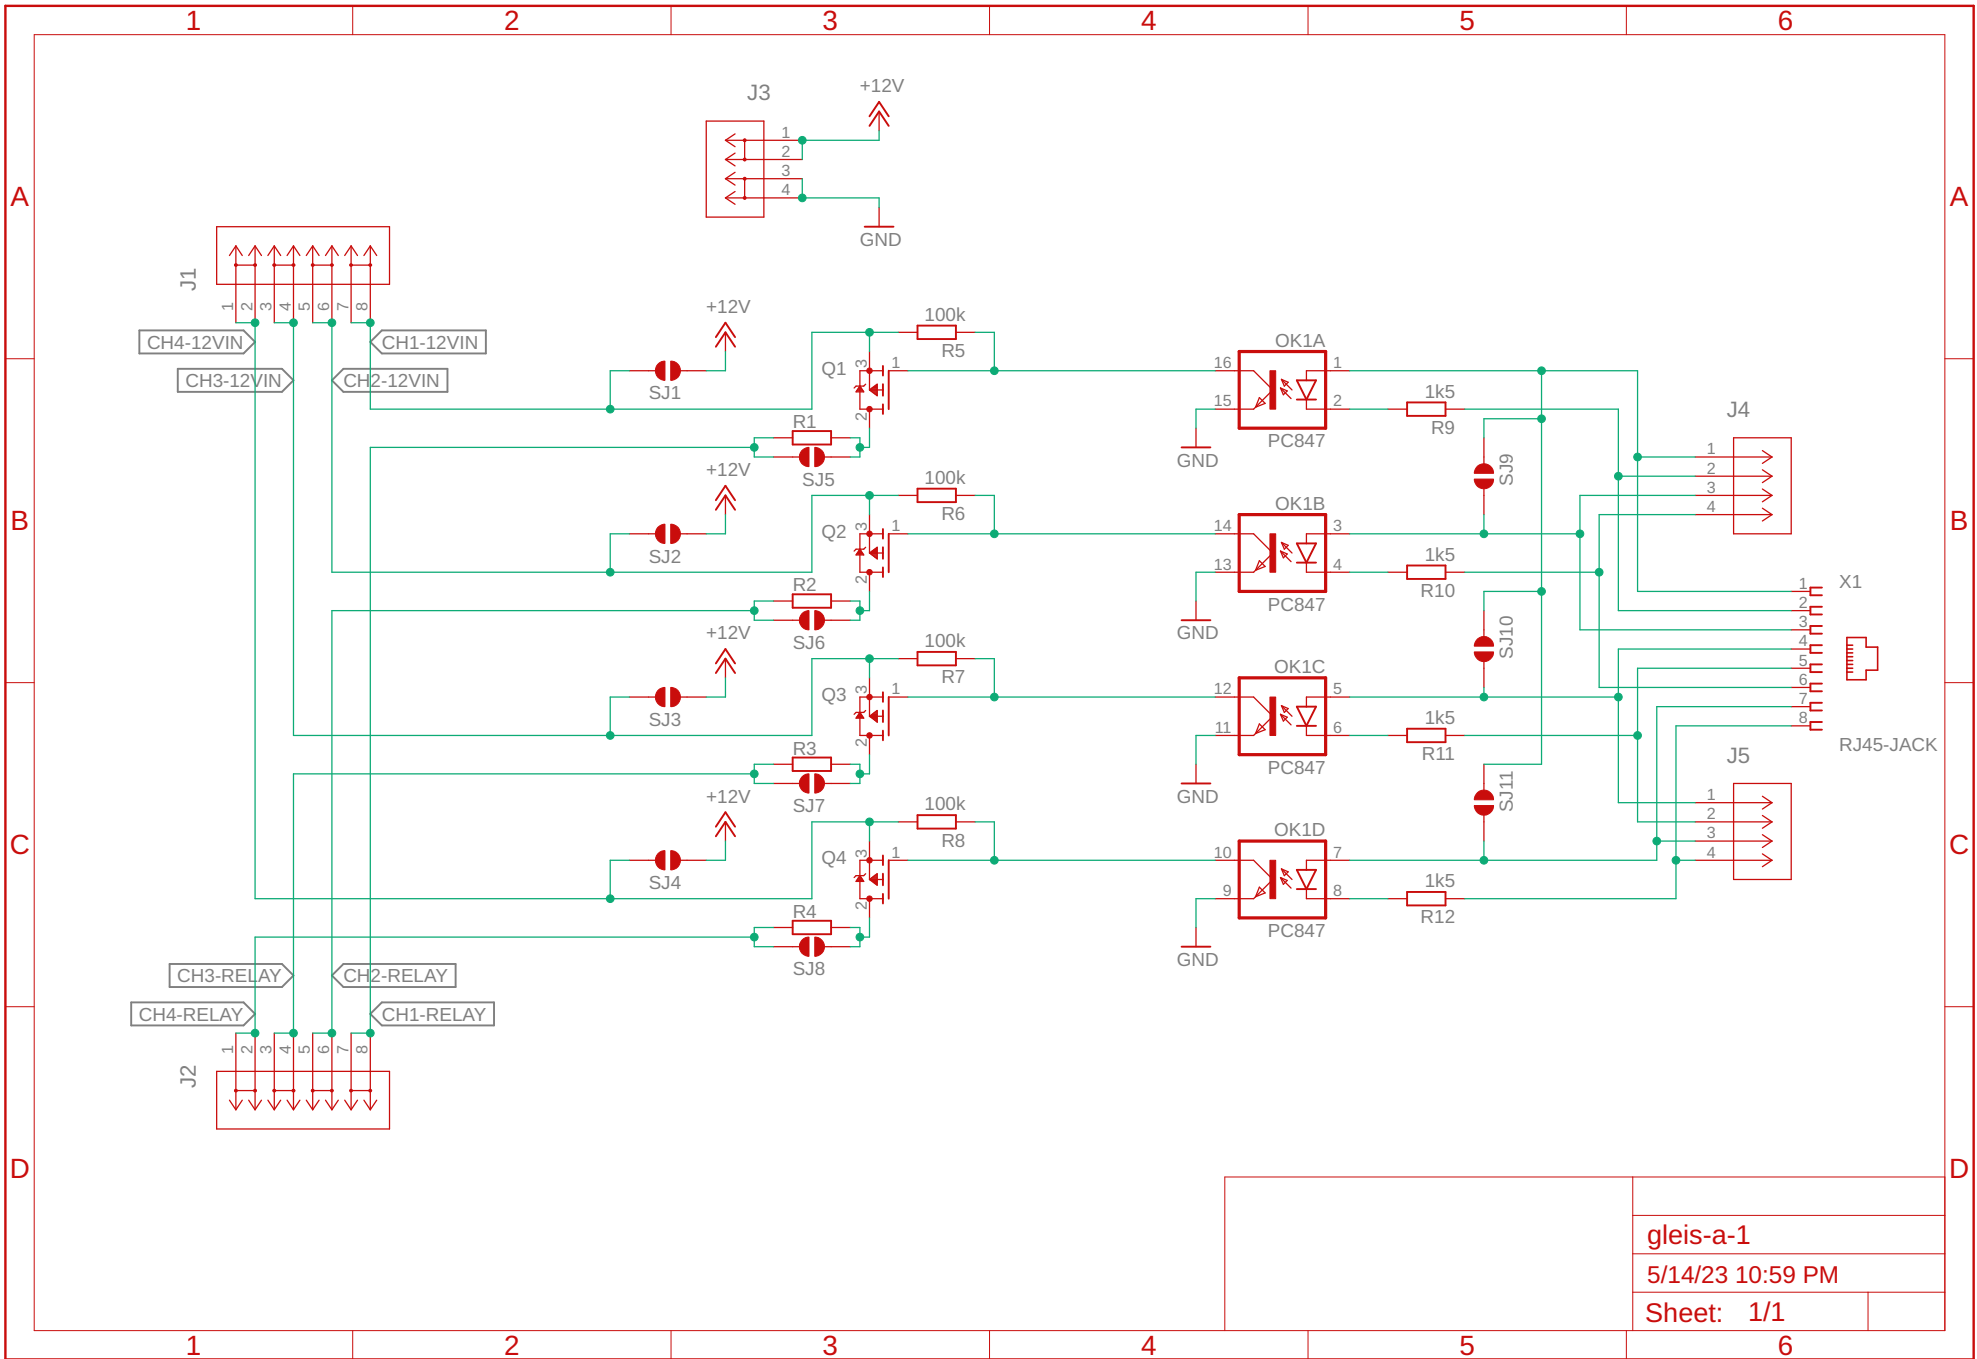 1 2 3 4 5 6
A A
B B
C C
D D
J3
+12V
1
2
3
4
GND
J1
1 2 3 4 5 6 7 8
CH4-12VIN
CH1-12VIN
CH3-12VIN
CH2-12VIN
+12V
SJ1
100k
R5
Q1
3
1
2
R1
SJ5
OK1A
16
15
1
2
PC847
GND
1k5
R9
SJ9
+12V
SJ2
100k
R6
Q2
3
1
2
R2
SJ6
OK1B
14
13
3
4
PC847
GND
1k5
R10
SJ10
+12V
SJ3
100k
R7
Q3
3
1
2
R3
SJ7
OK1C
12
11
5
6
PC847
GND
1k5
R11
SJ11
+12V
SJ4
100k
R8
Q4
3
1
2
R4
SJ8
OK1D
10
9
7
8
PC847
GND
1k5
R12
J4
1
2
3
4
X1
1
2
3
4
5
6
7
8
RJ45-JACK
J5
1
2
3
4
CH3-RELAY
CH2-RELAY
CH4-RELAY
CH1-RELAY
J2
1 2 3 4 5 6 7 8
gleis-a-1
5/14/23 10:59 PM
Sheet: 1/1
1 2 3 4 5 6